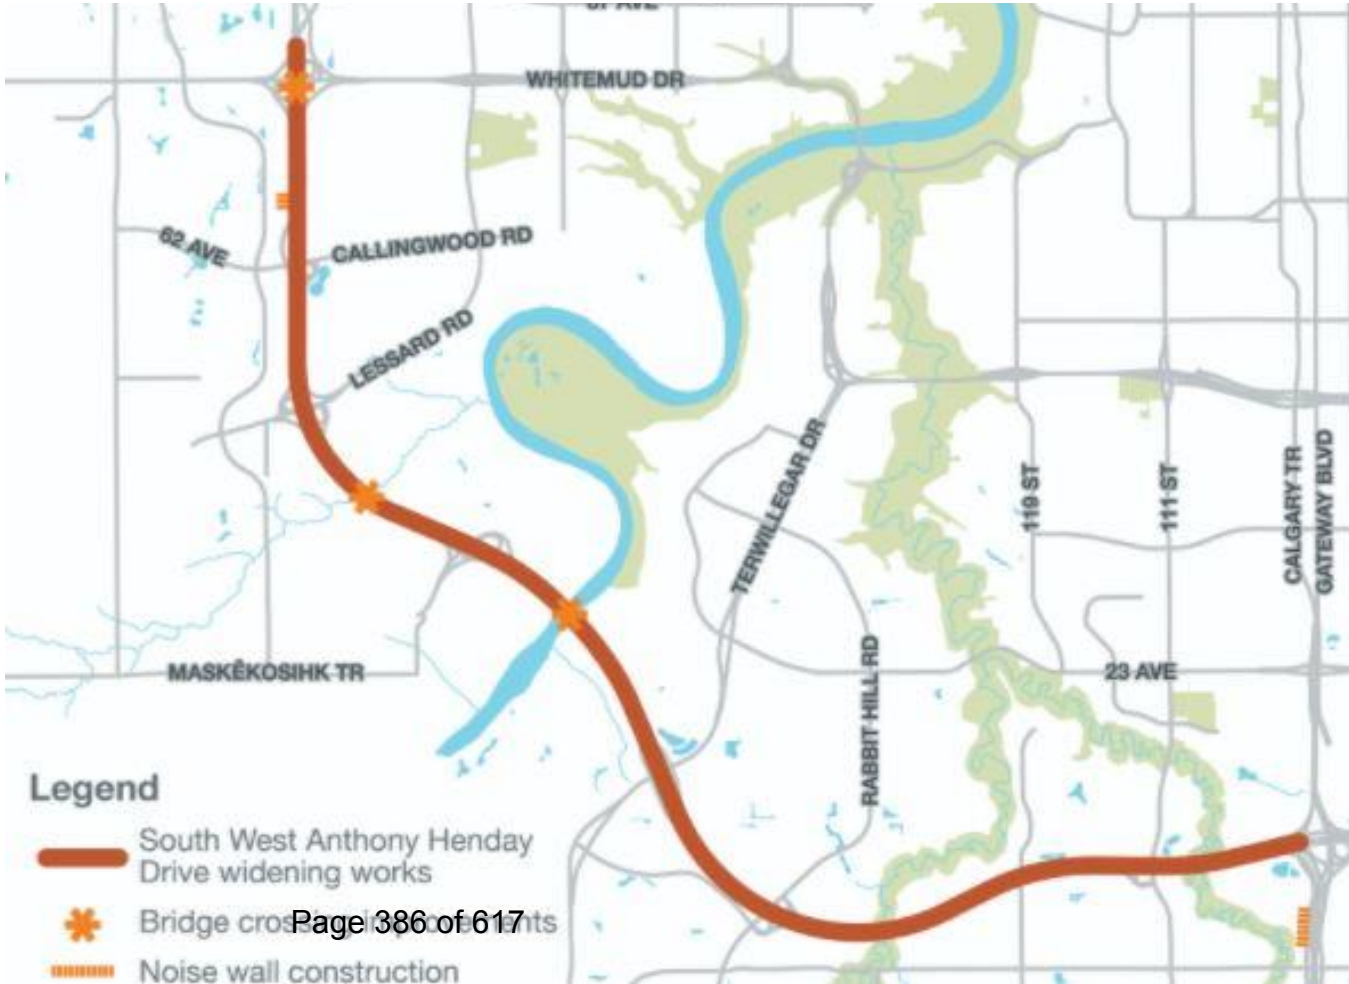 WHITEMUD DR
62 AVE
CALLINGWOOD RD
LESSARD RD
TERWILLEGAR DR
119 ST
111 ST
CALGARY TR
GATEWAY BLVD
MASKÊKOSIHK TR
RABBIT HILL RD
23 AVE
Legend
South West Anthony Henday
Drive widening works
Bridge
Page 386 of 617
Noise wall construction